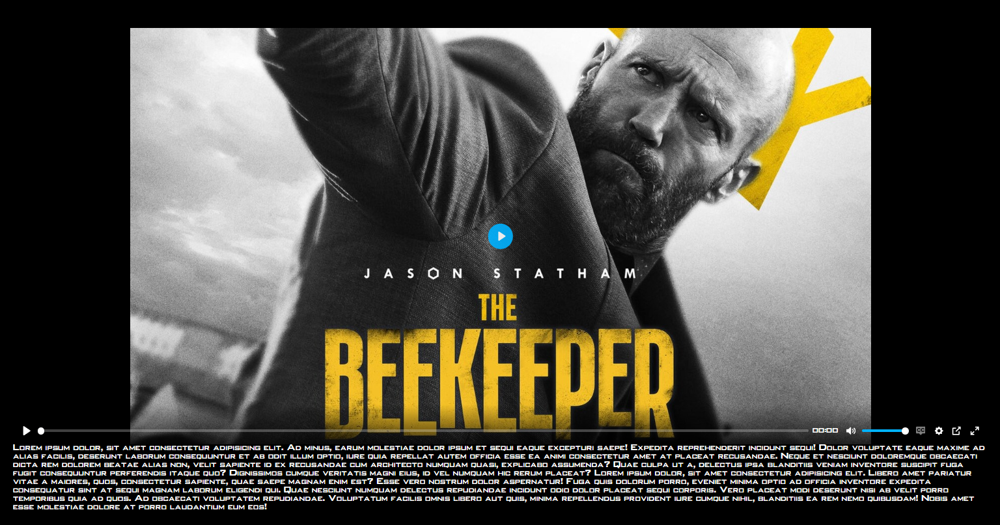 JASON STATHAM
THE
BEEKEEPER
00:00
CC
Lorem ipsum dolor, sit amet consectetur adipisicing elit. Ad minus, earum molestiae dolor ipsum et sequi eaque excepturi saepe! Expedita reprehenderit incidunt sequi! Dolor voluptate eaque maxime ad
alias facilis, deserunt laborum consequuntur et ab odit illum optio, iure quia repellat autem officia esse ea animi consectetur amet at placeat recusandae. Neque et nesciunt doloremque obcaecati
dicta rem dolorem beatae alias non, velit sapiente id ex recusandae cum architecto numquam quasi, explicabo assumenda? Quae culpa ut a, delectus ipsa blanditiis veniam inventore suscipit fuga
fugit consequuntur perferendis itaque quo? Dignissimos cumque veritatis magni eius, id vel numquam hic rerum placeat? Lorem ipsum dolor, sit amet consectetur adipisicing elit. Libero amet pariatur
vitae a maiores, quos, consectetur sapiente, quae saepe magnam enim est? Esse vero nostrum dolor aspernatur! Fuga quis dolorum porro, eveniet minima optio ad officia inventore expedita
consequatur sint at sequi magnam laborum eligendi qui. Quae nesciunt numquam delectus repudiandae incidunt odio dolor placeat sequi corporis. Vero placeat modi deserunt nisi ab velit porro
temporibus quia ad quos. Ad obcaecati voluptatem repudiandae. Voluptatum facilis omnis libero aut quis, minima repellendus provident iure cumque nihil, blanditiis ea rem nemo quibusdam! Nobis amet
esse molestiae dolore at porro laudantium eum eos!